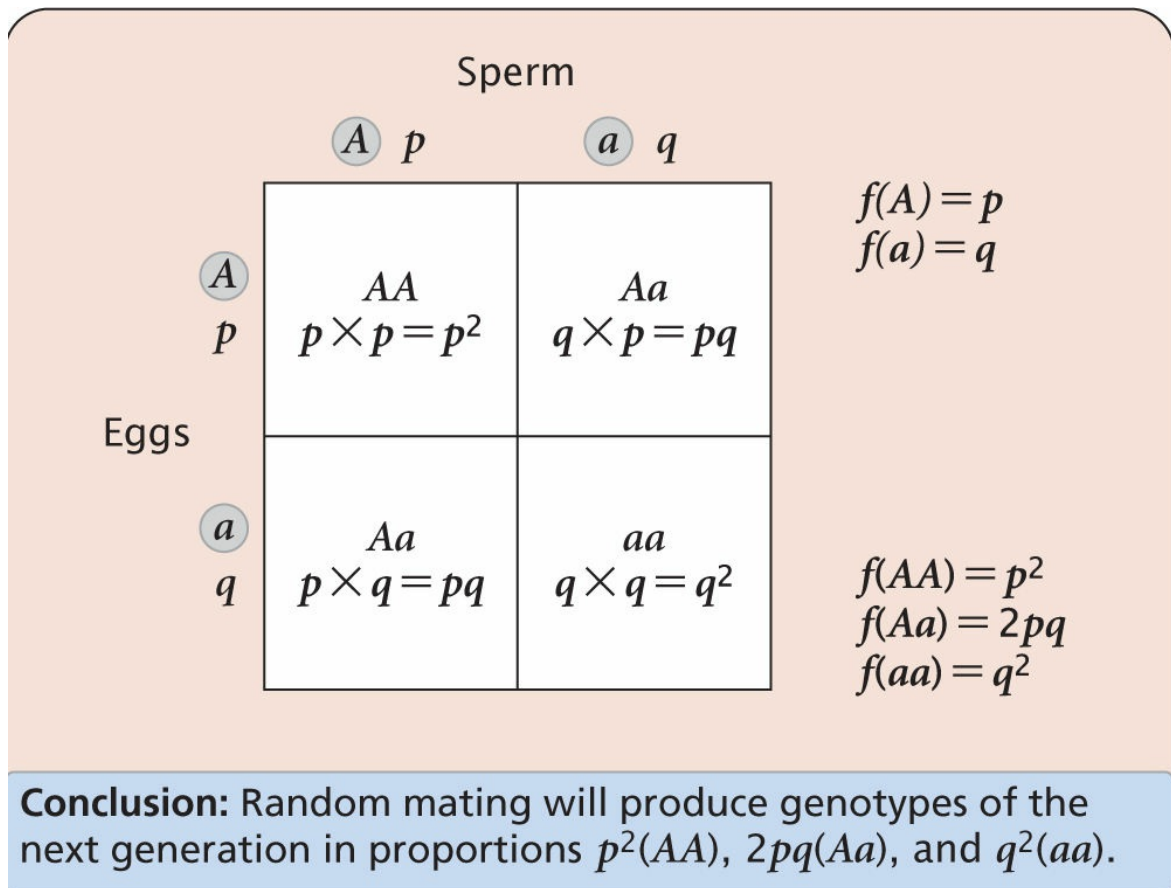 Sperm
A p
a q
f(A) = p
f(a) = q
A
p
AA
p × p = p²
Aa
q × p = pq
Eggs
a
q
Aa
p × q = pq
aa
q × q = q²
f(AA) = p²
f(Aa) = 2pq
f(aa) = q²
Conclusion: Random mating will produce genotypes of the
next generation in proportions p²(AA), 2pq(Aa), and q²(aa).